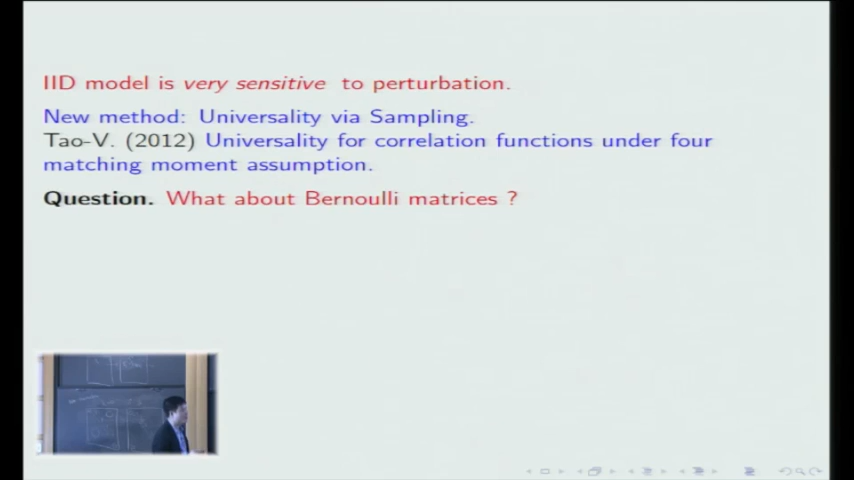 IID model is very sensitive to perturbation.
New method: Universality via Sampling.
Tao-V. (2012) Universality for correlation functions under four
matching moment assumption.
Question. What about Bernoulli matrices ?